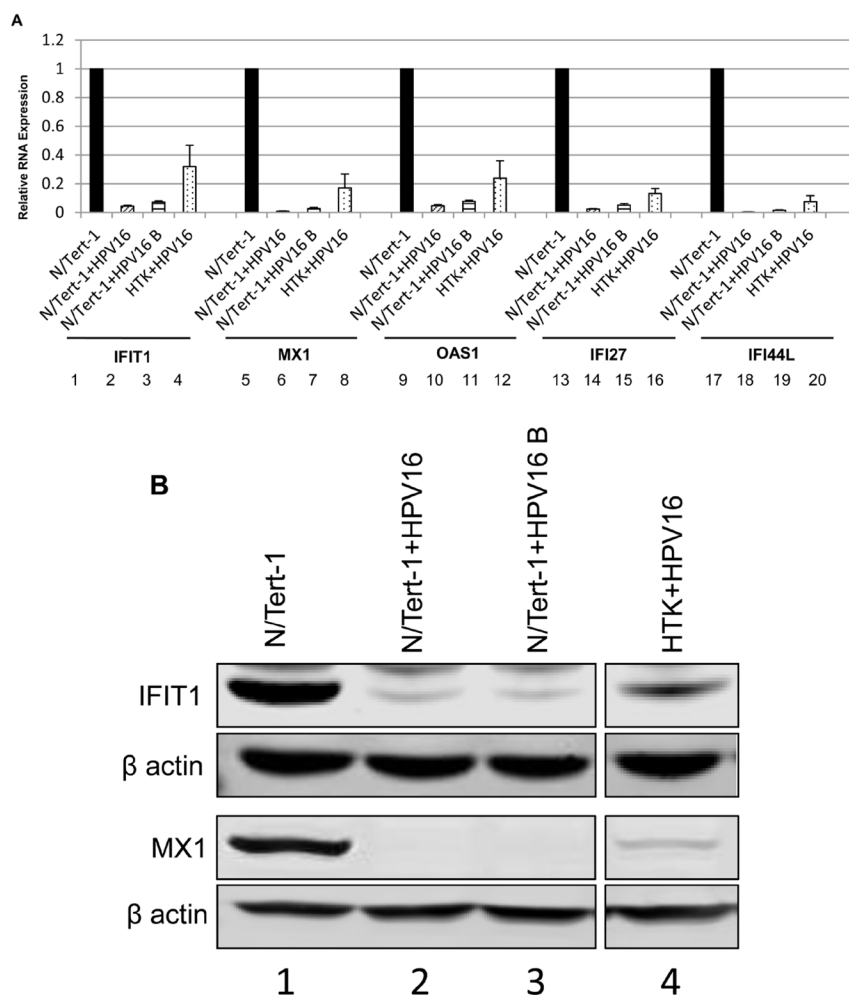 A
1.2
1
0.8
0.6
0.4
0.2
0
Relative RNA Expression
N/Tert-1
N/Tert-1+HPV16
N/Tert-1+HPV16 B
HTK+HPV16
N/Tert-1
N/Tert-1+HPV16
N/Tert-1+HPV16 B
HTK+HPV16
N/Tert-1
N/Tert-1+HPV16
N/Tert-1+HPV16 B
HTK+HPV16
N/Tert-1
N/Tert-1+HPV16
N/Tert-1+HPV16 B
HTK+HPV16
N/Tert-1
N/Tert-1+HPV16
N/Tert-1+HPV16 B
HTK+HPV16
IFIT1 MX1 OAS1 IFI27 IFI44L
1 2 3 4 5 6 7 8 9 10 11 12 13 14 15 16 17 18 19 20
B
N/Tert-1
N/Tert-1+HPV16
N/Tert-1+HPV16 B
HTK+HPV16
IFIT1
β actin
MX1
β actin
1 2 3 4